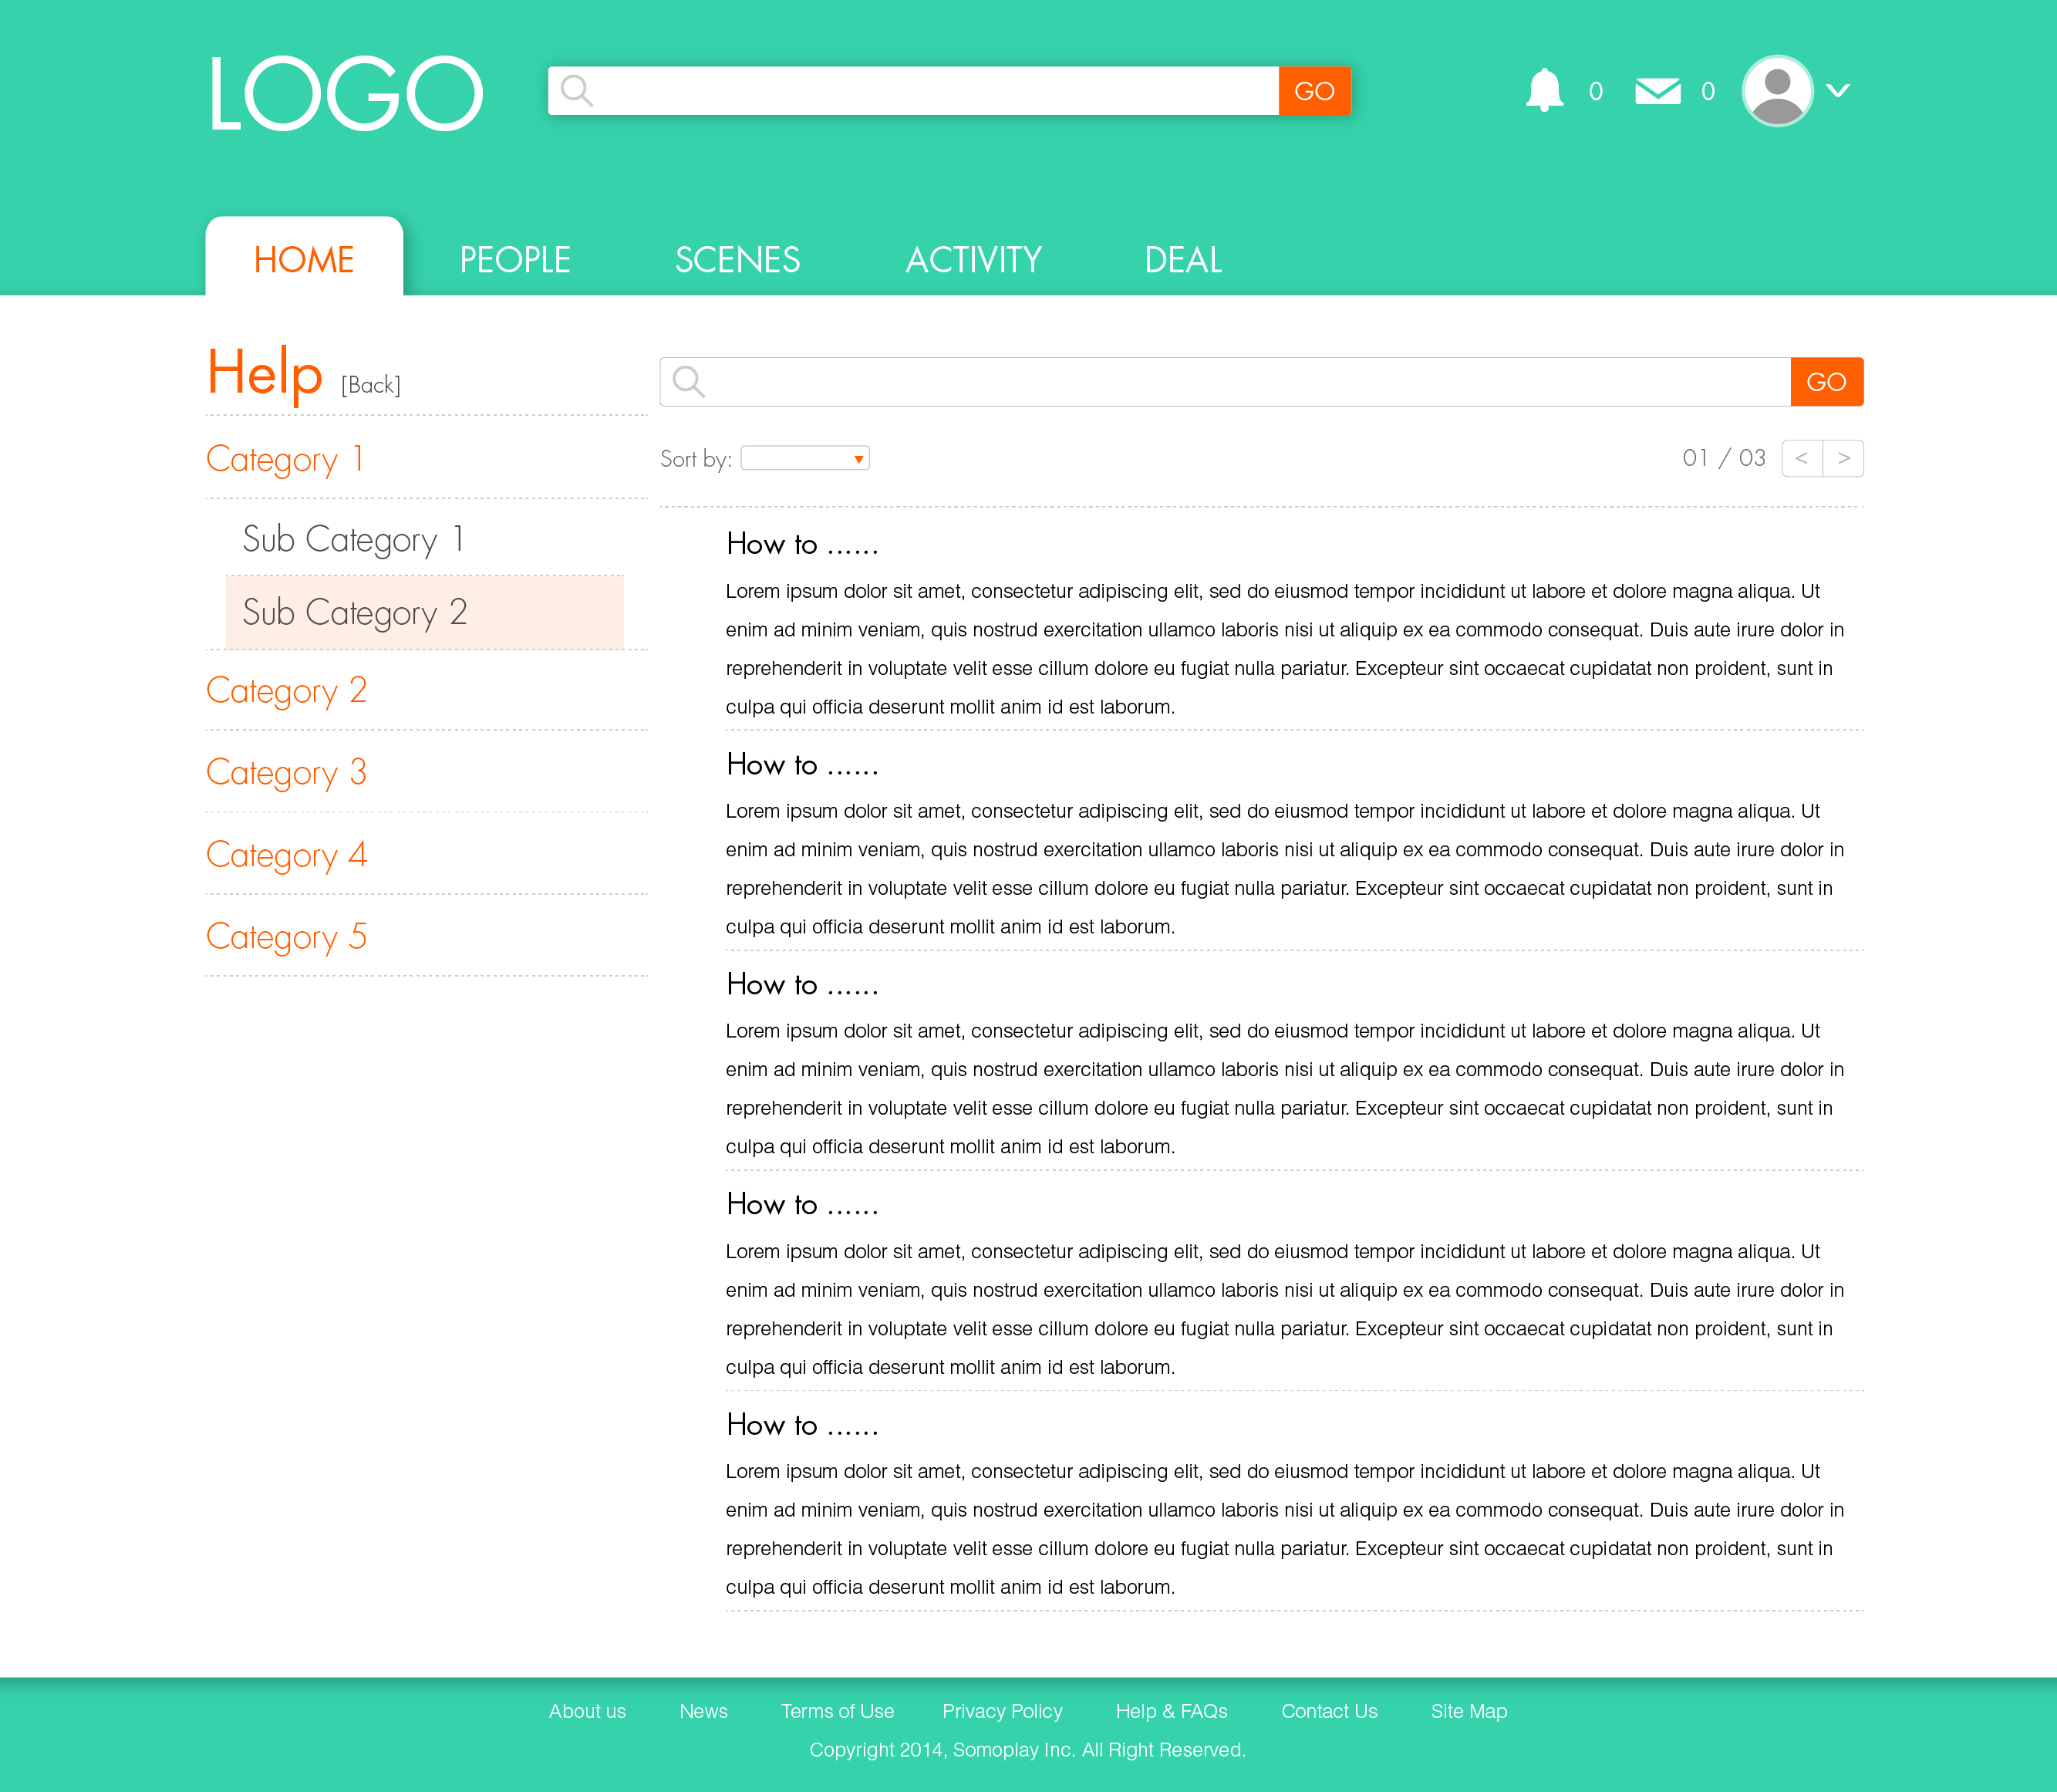 LOGO
GO
0
0
HOME
PEOPLE
SCENES
ACTIVITY
DEAL
Help [Back]
Category 1
Sub Category 1
Sub Category 2
Category 2
Category 3
Category 4
Category 5
GO
Sort by:
01 / 03 < >
How to ......
Lorem ipsum dolor sit amet, consectetur adipiscing elit, sed do eiusmod tempor incididunt ut labore et dolore magna aliqua. Ut
enim ad minim veniam, quis nostrud exercitation ullamco laboris nisi ut aliquip ex ea commodo consequat. Duis aute irure dolor in
reprehenderit in voluptate velit esse cillum dolore eu fugiat nulla pariatur. Excepteur sint occaecat cupidatat non proident, sunt in
culpa qui officia deserunt mollit anim id est laborum.
How to ......
Lorem ipsum dolor sit amet, consectetur adipiscing elit, sed do eiusmod tempor incididunt ut labore et dolore magna aliqua. Ut
enim ad minim veniam, quis nostrud exercitation ullamco laboris nisi ut aliquip ex ea commodo consequat. Duis aute irure dolor in
reprehenderit in voluptate velit esse cillum dolore eu fugiat nulla pariatur. Excepteur sint occaecat cupidatat non proident, sunt in
culpa qui officia deserunt mollit anim id est laborum.
How to ......
Lorem ipsum dolor sit amet, consectetur adipiscing elit, sed do eiusmod tempor incididunt ut labore et dolore magna aliqua. Ut
enim ad minim veniam, quis nostrud exercitation ullamco laboris nisi ut aliquip ex ea commodo consequat. Duis aute irure dolor in
reprehenderit in voluptate velit esse cillum dolore eu fugiat nulla pariatur. Excepteur sint occaecat cupidatat non proident, sunt in
culpa qui officia deserunt mollit anim id est laborum.
How to ......
Lorem ipsum dolor sit amet, consectetur adipiscing elit, sed do eiusmod tempor incididunt ut labore et dolore magna aliqua. Ut
enim ad minim veniam, quis nostrud exercitation ullamco laboris nisi ut aliquip ex ea commodo consequat. Duis aute irure dolor in
reprehenderit in voluptate velit esse cillum dolore eu fugiat nulla pariatur. Excepteur sint occaecat cupidatat non proident, sunt in
culpa qui officia deserunt mollit anim id est laborum.
How to ......
Lorem ipsum dolor sit amet, consectetur adipiscing elit, sed do eiusmod tempor incididunt ut labore et dolore magna aliqua. Ut
enim ad minim veniam, quis nostrud exercitation ullamco laboris nisi ut aliquip ex ea commodo consequat. Duis aute irure dolor in
reprehenderit in voluptate velit esse cillum dolore eu fugiat nulla pariatur. Excepteur sint occaecat cupidatat non proident, sunt in
culpa qui officia deserunt mollit anim id est laborum.
About us News Terms of Use Privacy Policy Help & FAQs Contact Us Site Map
Copyright 2014, Somoplay Inc. All Right Reserved.